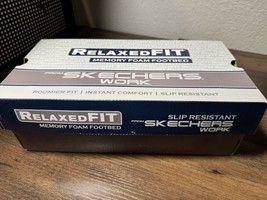 RELAXED FIT
MEMORY FOAM FOOTBED
SKECHERS
WORK
ROOMIER FIT | INSTANT COMFORT | SLIP RESISTANT
RELAXED FIT
MEMORY FOAM FOOTBED
SLIP RESISTANT
SKECHERS
WORK